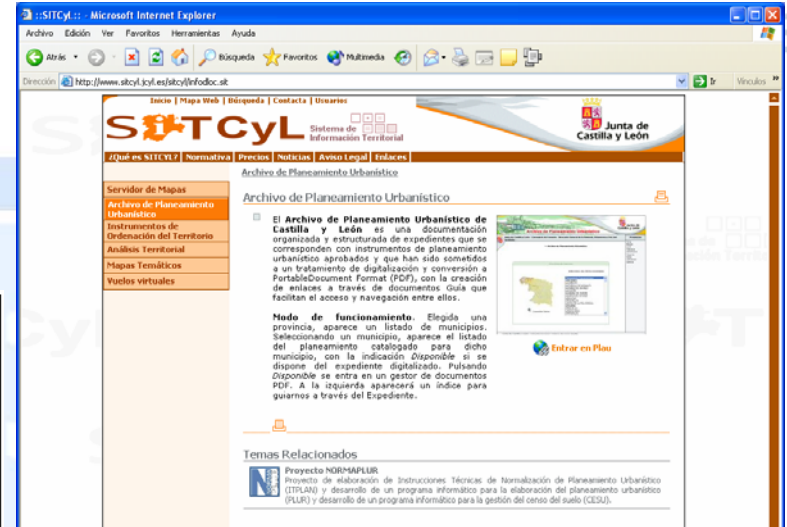 ::SITCyL:: - Microsoft Internet Explorer
Archivo Edición Ver Favoritos Herramientas Ayuda
Atrás Búsqueda Favoritos Multimedia
Dirección http://www.sitcyl.jcyl.es/sitcyl/infodoc.sit Ir Vínculos »
Inicio | Mapa Web | Búsqueda | Contacta | Usuarios
SiTCyL Sistema de Información Territorial
Junta de
Castilla y León
¿Qué es SITCYL? | Normativa | Precios | Noticias | Aviso Legal | Enlaces
Archivo de Planeamiento Urbanístico
Servidor de Mapas
Archivo de Planeamiento
Urbanístico
Instrumentos de
Ordenación del Territorio
Análisis Territorial
Mapas Temáticos
Vuelos virtuales
Archivo de Planeamiento Urbanístico
El Archivo de Planeamiento Urbanístico de
Castilla y León es una documentación
organizada y estructurada de expedientes que se
corresponden con instrumentos de planeamiento
urbanístico aprobados y que han sido sometidos
a un tratamiento de digitalización y conversión a
PortableDocument Format (PDF), con la creación
de enlaces a través de documentos Guía que
facilitan el acceso y navegación entre ellos.
Modo de funcionamiento. Elegida una
provincia, aparece un listado de municipios.
Seleccionando un municipio, aparece el listado
del planeamiento catalogado para dicho
municipio, con la indicación Disponible si se
dispone del expediente digitalizado. Pulsando
Disponible se entra en un gestor de documentos
PDF. A la izquierda aparecerá un índice para
guiarnos a través del Expediente.
Entrar en Plau
Temas Relacionados
Proyecto NORMAPLUR
Proyecto de elaboración de Instrucciones Técnicas de Normalización de Planeamiento Urbanístico
(ITPLAN) y desarrollo de un programa informático para la elaboración del planeamiento urbanístico
(PLUR) y desarrollo de un programa informático para la gestión del censo del suelo (CESU).